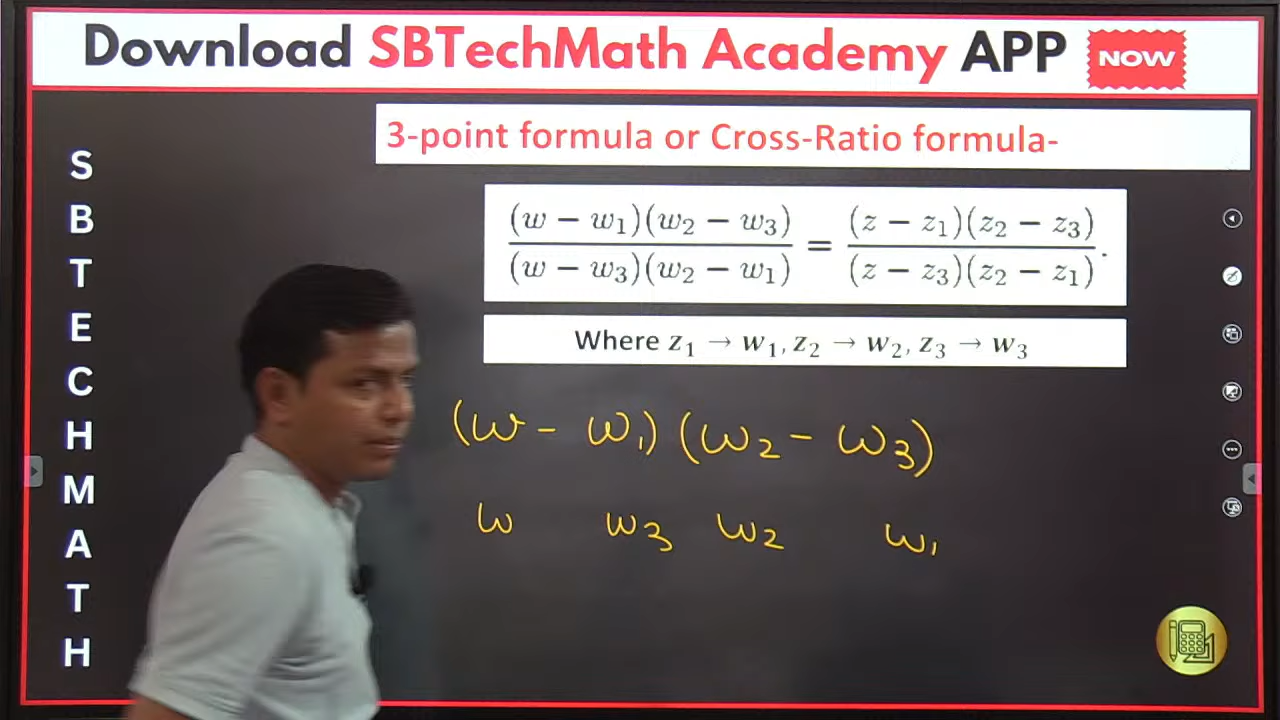 Download SBTechMath Academy APP NOW
3-point formula or Cross-Ratio formula-
(w − w₁)(w₂ − w₃) / (w − w₃)(w₂ − w₁) = (z − z₁)(z₂ − z₃) / (z − z₃)(z₂ − z₁).
Where z₁ → w₁, z₂ → w₂, z₃ → w₃
(w - w₁) (w₂ - w₃)
w w₃ w₂ w₁
S
B
T
E
C
H
M
A
T
H